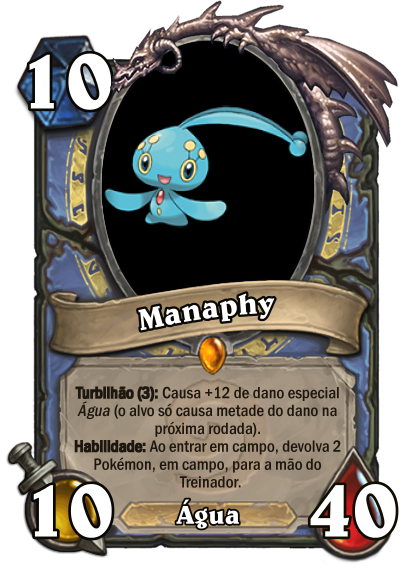 10
Manaphy
Turbilhão (3): Causa +12 de dano especial
Água (o alvo só causa metade do dano na
próxima rodada).
Habilidade: Ao entrar em campo, devolva 2
Pokémon, em campo, para a mão do
Treinador.
10
Água
40